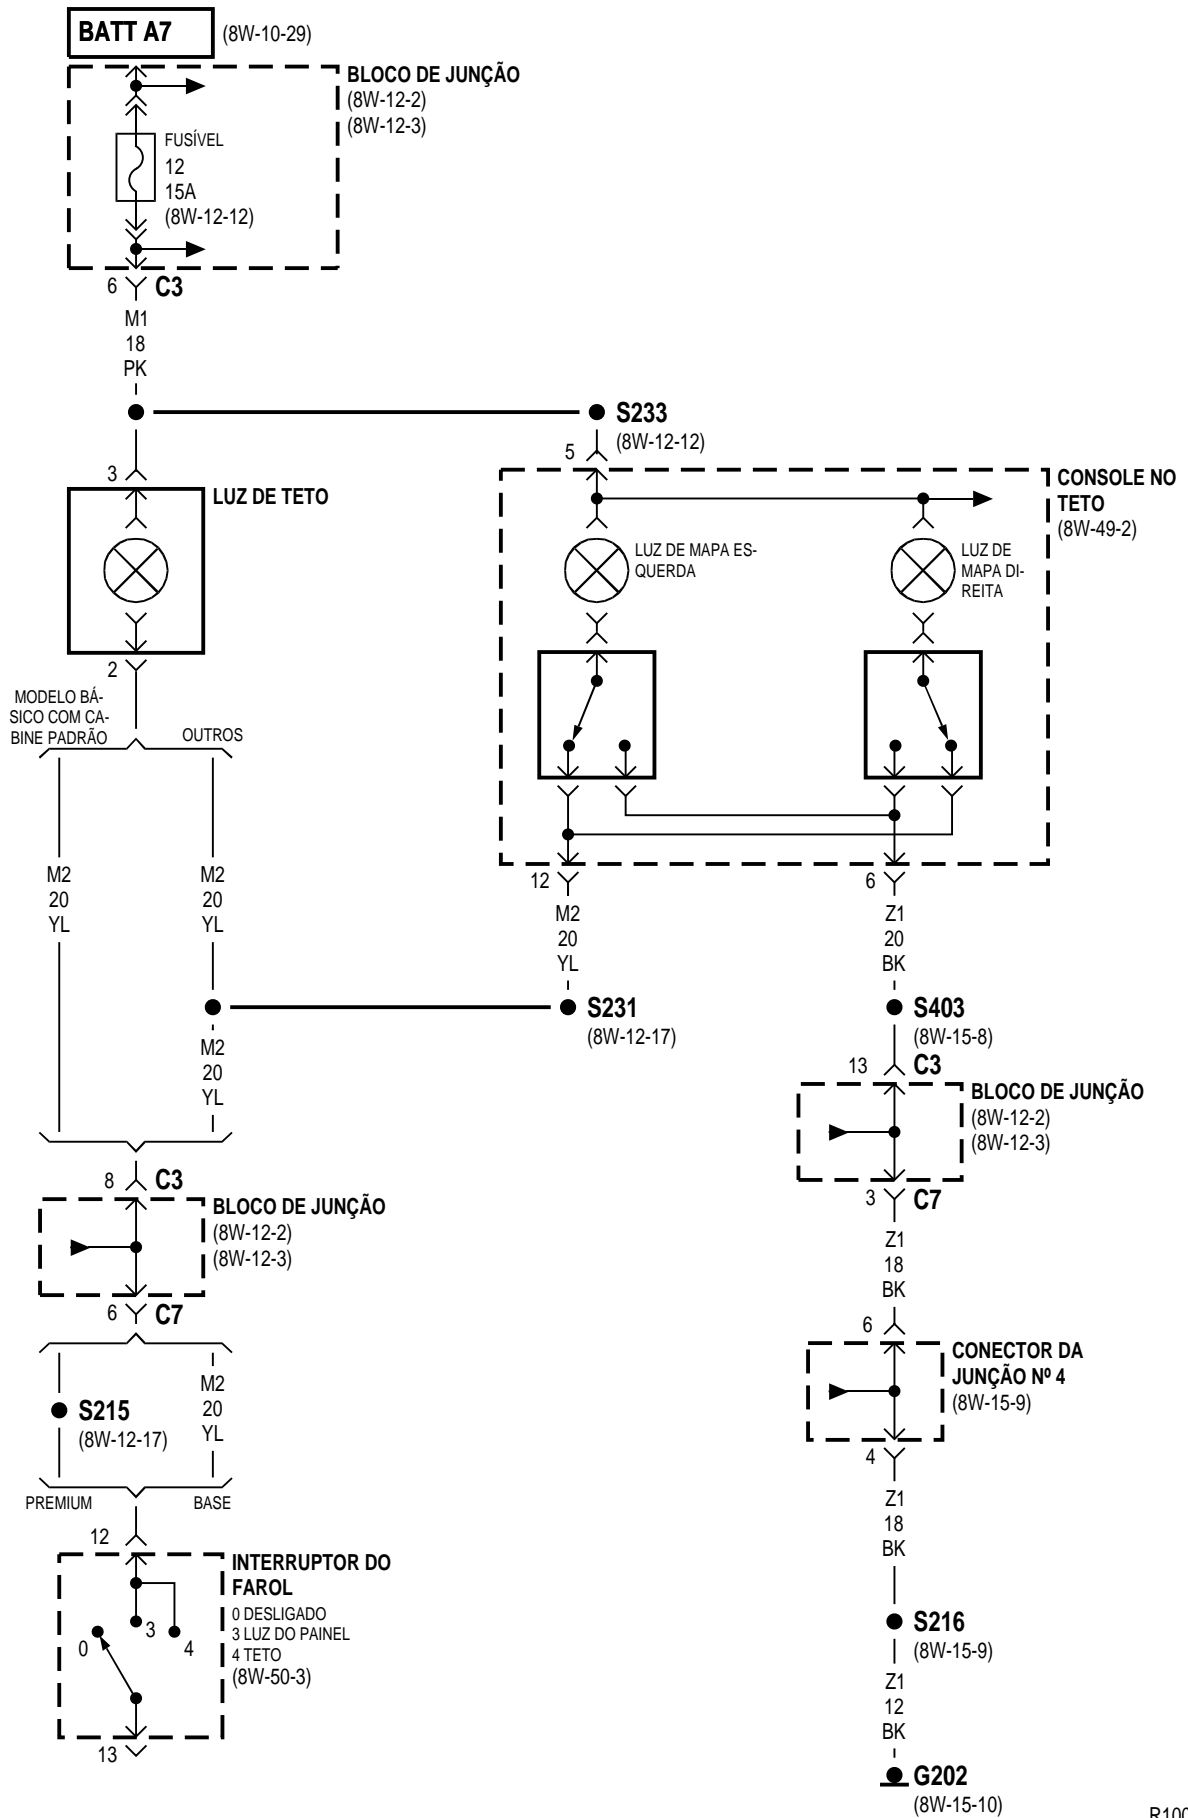 BATT A7
(8W-10-29)
BLOCO DE JUNÇÃO
(8W-12-2)
(8W-12-3)
FUSÍVEL
12
15A
(8W-12-12)
6
C3
M1
18
PK
S233
(8W-12-12)
3
5
LUZ DE TETO
CONSOLE NO
TETO
(8W-49-2)
LUZ DE MAPA ES-
QUERDA
LUZ DE
MAPA DI-
REITA
2
MODELO BÁ-
SICO COM CA-
BINE PADRÃO
OUTROS
M2
20
YL
M2
20
YL
12
M2
20
YL
6
Z1
20
BK
S231
(8W-12-17)
S403
(8W-15-8)
M2
20
YL
13
C3
BLOCO DE JUNÇÃO
(8W-12-2)
(8W-12-3)
3
C7
8
C3
BLOCO DE JUNÇÃO
(8W-12-2)
(8W-12-3)
6
C7
Z1
18
BK
6
CONECTOR DA
JUNÇÃO Nº 4
(8W-15-9)
4
S215
(8W-12-17)
M2
20
YL
PREMIUM
BASE
Z1
18
BK
12
INTERRUPTOR DO
FAROL
0 DESLIGADO
3 LUZ DO PAINEL
4 TETO
(8W-50-3)
0
3
4
13
S216
(8W-15-9)
Z1
12
BK
G202
(8W-15-10)